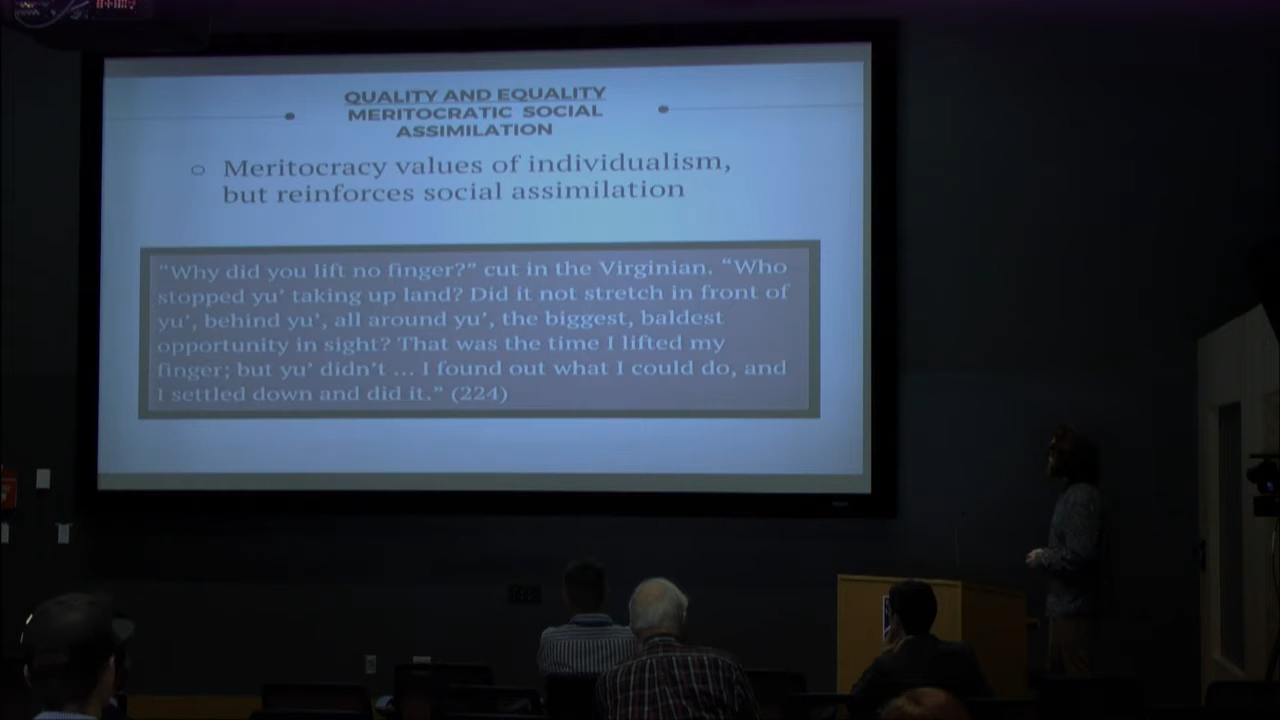 QUALITY AND EQUALITY
MERITOCRATIC SOCIAL
ASSIMILATION
Meritocracy values of individualism,
but reinforces social assimilation
“Why did you lift no finger?” cut in the Virginian. “Who
stopped yu’ taking up land? Did it not stretch in front of
yu’, behind yu’, all around yu’, the biggest, baldest
opportunity in sight? That was the time I lifted my
finger; but yu’ didn’t ... I found out what I could do, and
I settled down and did it.” (224)